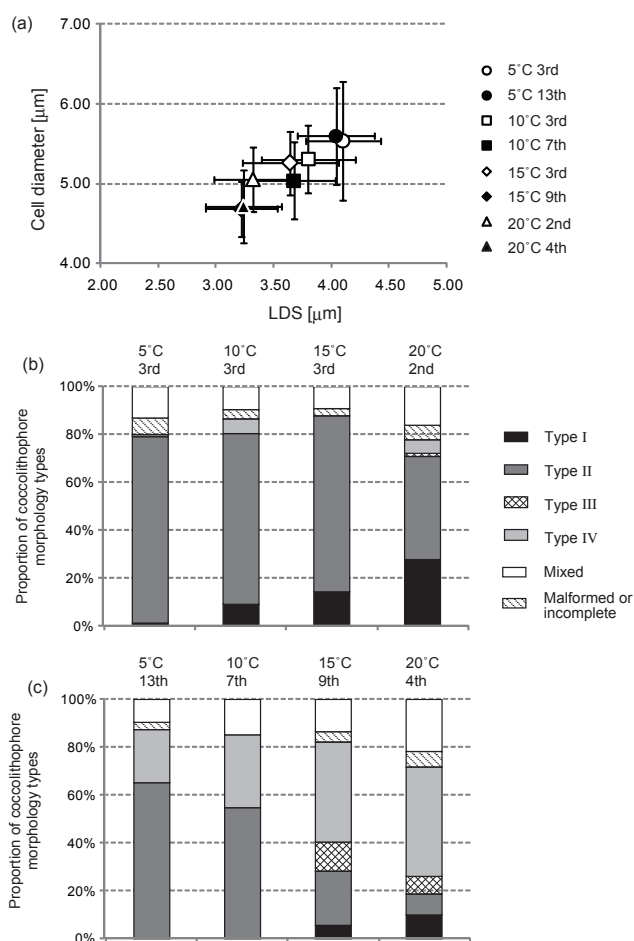 (a)
7.00
6.00
5.00
4.00
Cell diameter [μm]
2.00 2.50 3.00 3.50 4.00 4.50 5.00
LDS [μm]
5˚C 3rd
5˚C 13th
10˚C 3rd
10˚C 7th
15˚C 3rd
15˚C 9th
20˚C 2nd
20˚C 4th
(b)
5˚C 10˚C 15˚C 20˚C
3rd 3rd 3rd 2nd
100%
80%
60%
40%
20%
0%
Proportion of coccolithophore
morphology types
Type I
Type II
Type III
Type IV
Mixed
Malformed or
incomplete
(c)
5˚C 10˚C 15˚C 20˚C
13th 7th 9th 4th
100%
80%
60%
40%
20%
0%
Proportion of coccolithophore
morphology types